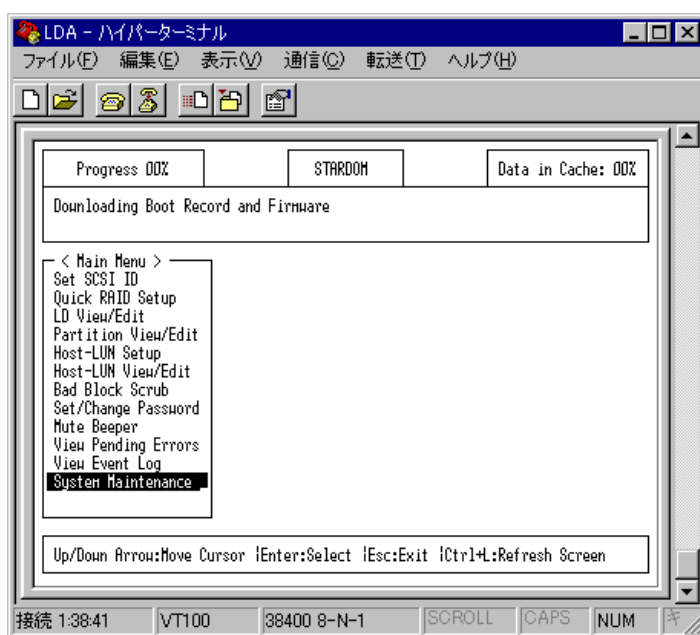 LDA - ハイパーターミナル
ファイル(F) 編集(E) 表示(V) 通信(C) 転送(T) ヘルプ(H)
Progress 00% STARDOM Data in Cache: 00%
Downloading Boot Record and Firmware
< Main Menu >
Set SCSI ID
Quick RAID Setup
LD View/Edit
Partition View/Edit
Host-LUN Setup
Host-LUN View/Edit
Bad Block Scrub
Set/Change Password
Mute Beeper
View Pending Errors
View Event Log
System Maintenance
Up/Down Arrow:Move Cursor |Enter:Select |Esc:Exit |Ctrl+L:Refresh Screen
接続 1:38:41 VT100 38400 8-N-1 SCROLL CAPS NUM キ